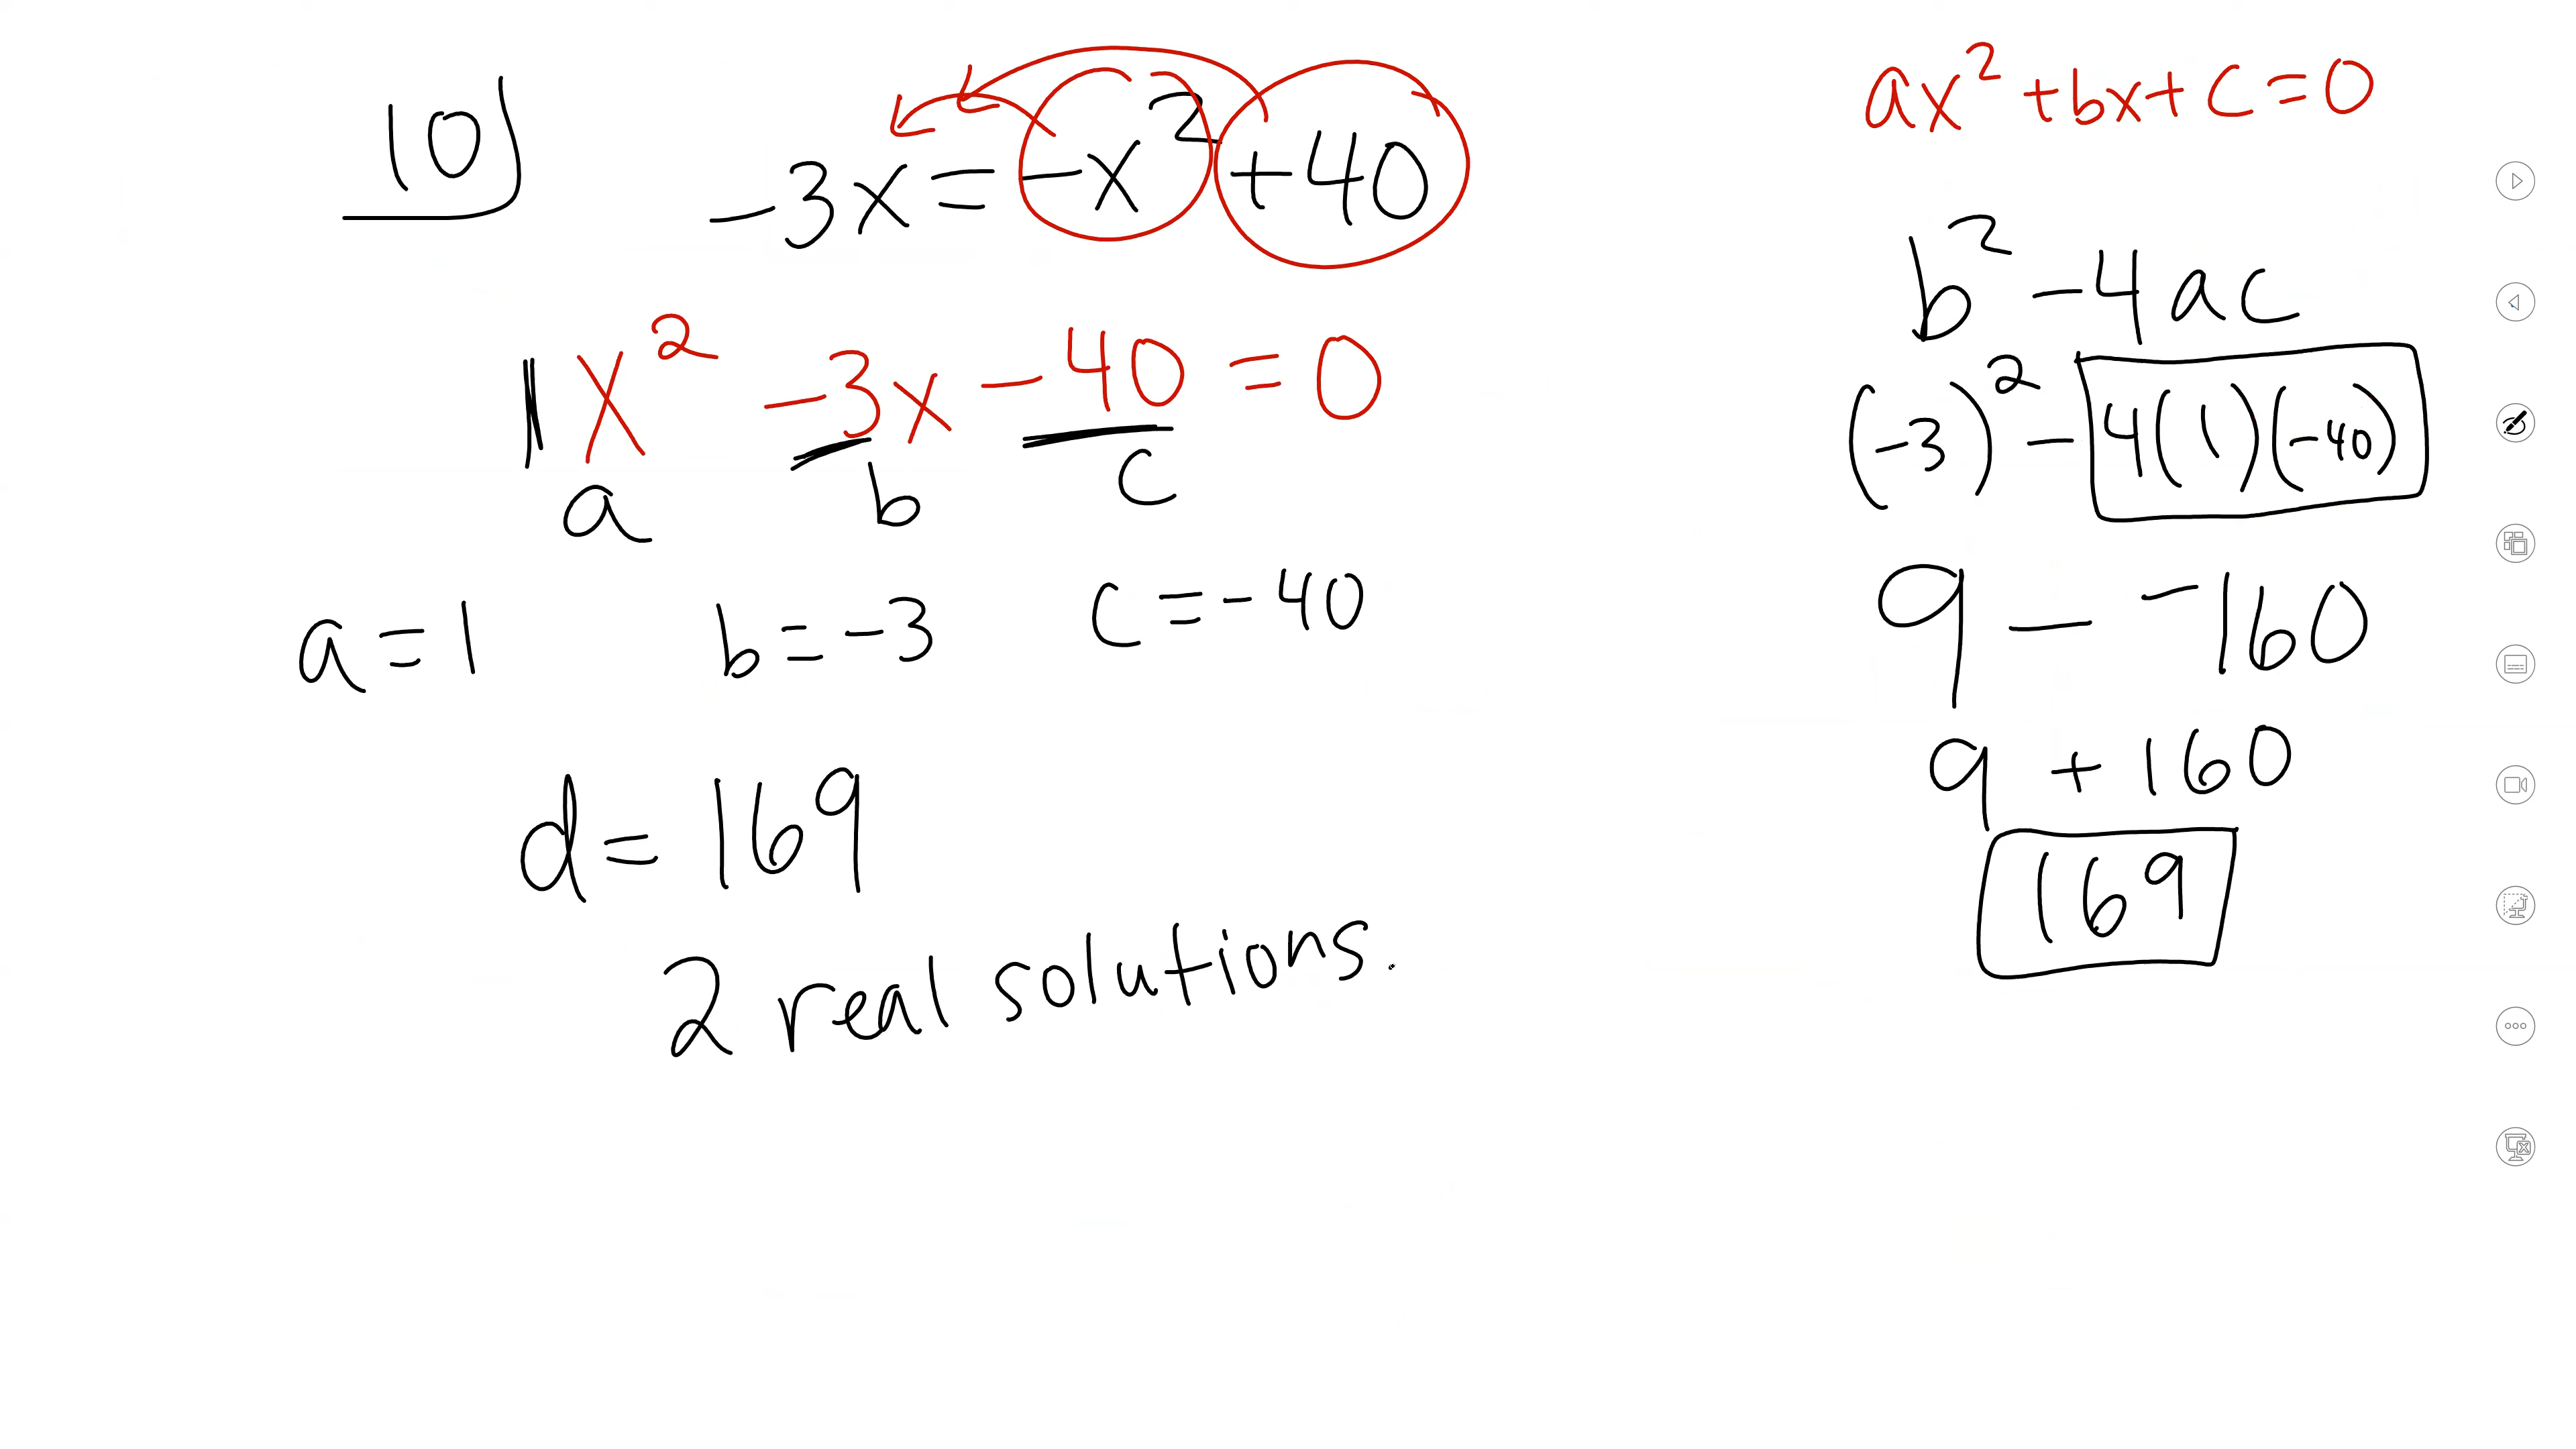 10
-3x = -x² + 40
1x² - 3x - 40 = 0
a b c
a = 1 b = -3 c = -40
d = 169
2 real solutions.
ax² + bx + c = 0
b² - 4ac
(-3)² - 4(1)(-40)
9 - -160
9 + 160
169